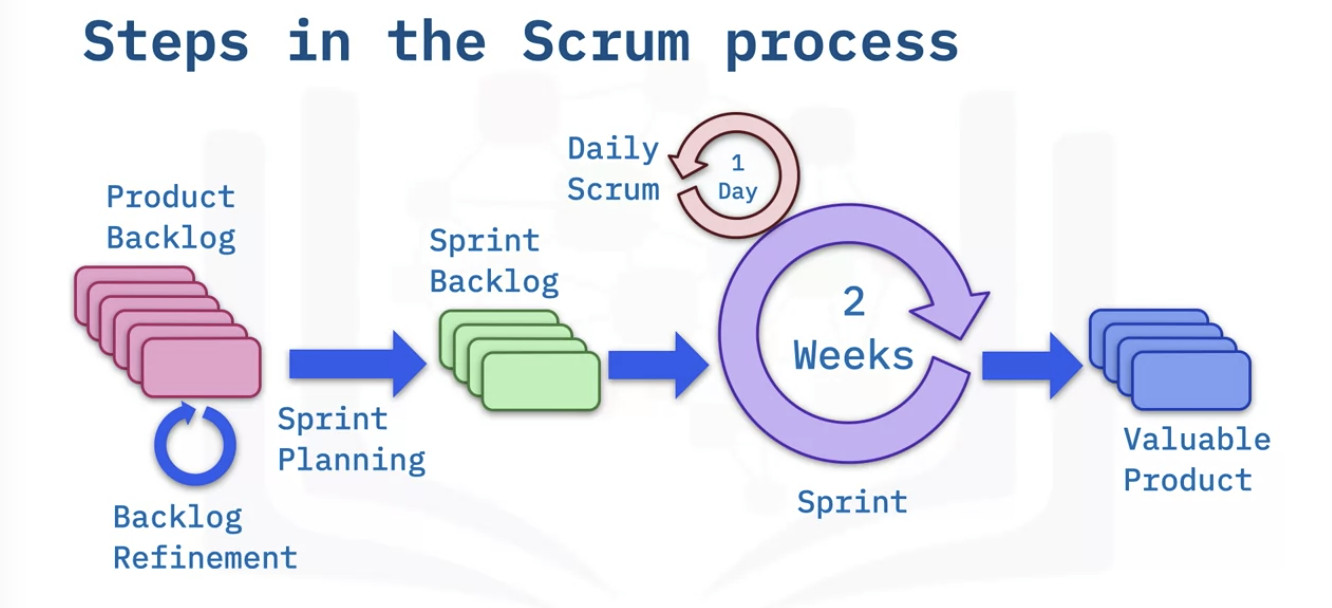 Steps in the Scrum process
Product
Backlog
Backlog
Refinement
Sprint
Planning
Sprint
Backlog
Daily
Scrum
1
Day
2
Weeks
Sprint
Valuable
Product